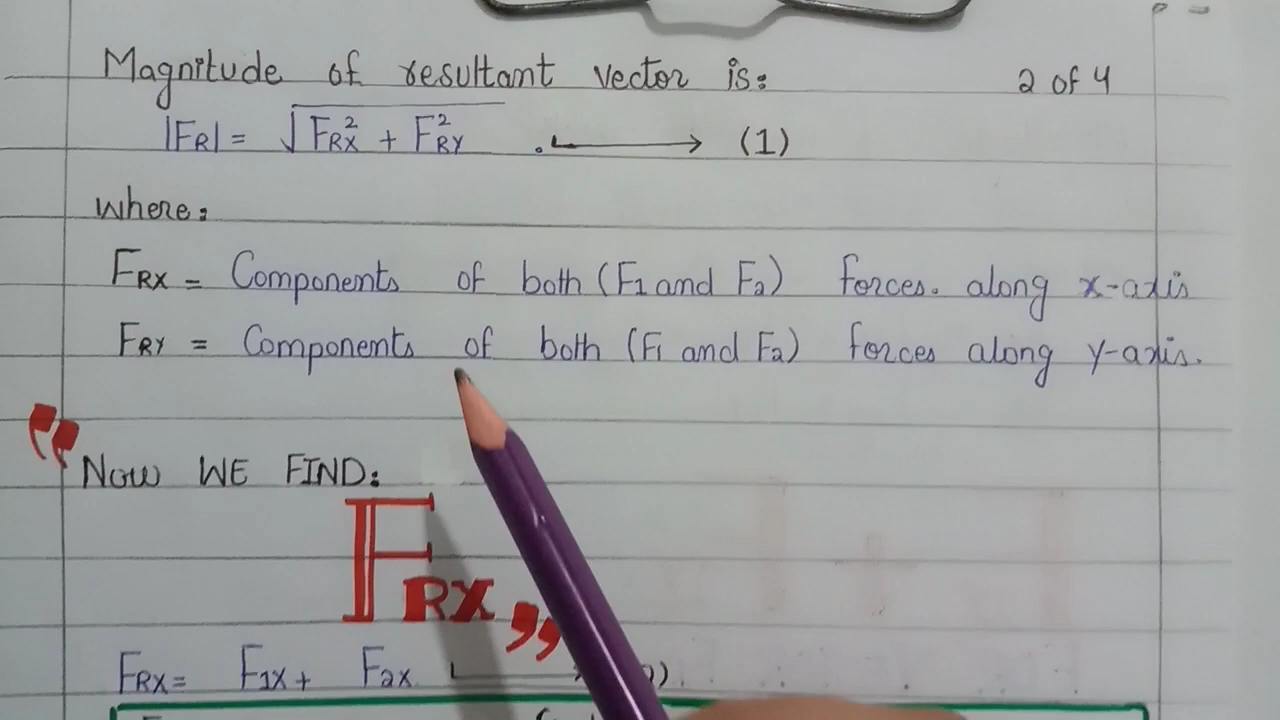 Magnitude of resultant vector is: 2 of 4
|FR| = √FRX² + FRY² (1)
where:
FRX = Components of both (F1 and F2) forces. along x-axis
FRY = Components of both (F1 and F2) forces along y-axis.
"NOW WE FIND:
FRX"
FRX = F1X + F2X